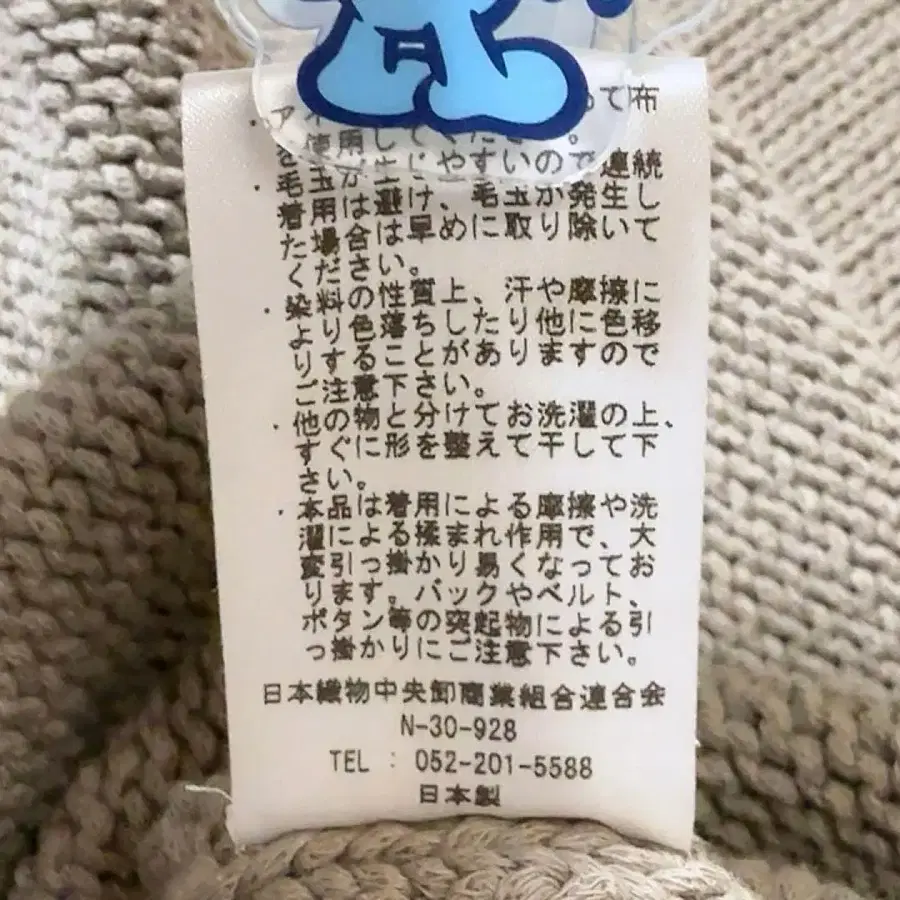 ・ア て布
を使用してください。
・毛玉が生じやすいので連続
着用は避け、毛玉が発生し
た場合は早めに取り除いて
ください。
・染料の性質上、汗や摩擦に
より色落ちしたり他に色移
りすることがありますので
ご注意下さい。
・他の物と分けてお洗濯の上、
すぐに形を整えて干して下
さい。
・本品は着用による摩擦や洗
濯による揉まれ作用で、大
変引っ掛かり易くなってお
ります。バックやベルト、
ボタン等の突起物による引
っ掛かりにご注意下さい。
日本織物中央卸商業組合連合会
N-30-928
TEL : 052-201-5588
日本製